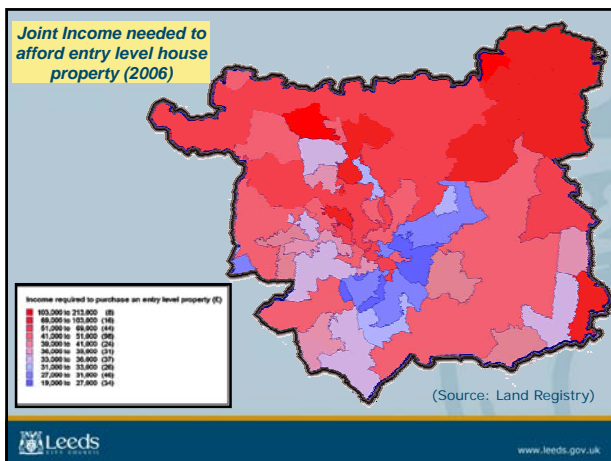 Joint Income needed to
afford entry level house
property (2006)
Income required to purchase an entry level property (£)
103,000 to 213,000 (8)
69,000 to 103,000 (16)
51,000 to 69,000 (44)
41,000 to 51,000
39,000 to 41,000 (24)
36,000 to 39,000 (31)
33,000 to 36,000 (37)
31,000 to 33,000
27,000 to 31,000
19,000 to 27,000 (34)
(Source: Land Registry)
Leeds
CITY COUNCIL
www.leeds.gov.uk